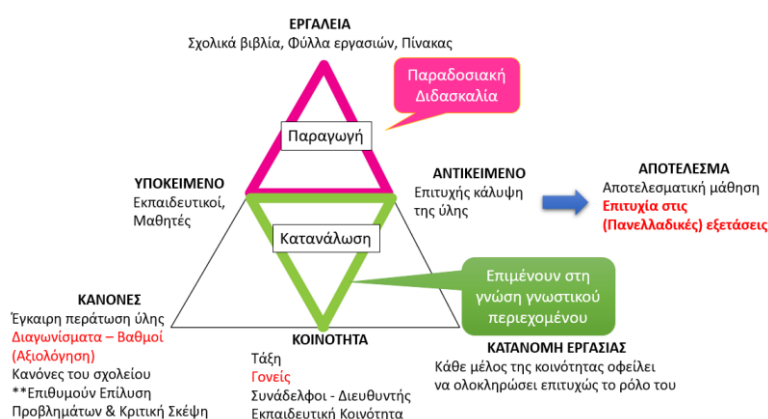 ΕΡΓΑΛΕΙΑ
Σχολικά βιβλία, Φύλλα εργασιών, Πίνακας
Παραδοσιακή
Διδασκαλία
Παραγωγή
ΥΠΟΚΕΙΜΕΝΟ
Εκπαιδευτικοί,
Μαθητές
ΑΝΤΙΚΕΙΜΕΝΟ
Επιτυχής κάλυψη
της ύλης
ΑΠΟΤΕΛΕΣΜΑ
Αποτελεσματική μάθηση
Επιτυχία στις
(Πανελλαδικές) εξετάσεις
Κατανάλωση
Επιμένουν στη
γνώση γνωστικού
περιεχομένου
ΚΑΝΟΝΕΣ
Έγκαιρη περάτωση ύλης
Διαγωνίσματα – Βαθμοί
(Αξιολόγηση)
Κανόνες του σχολείου
**Επιθυμούν Επίλυση
Προβλημάτων & Κριτική Σκέψη
ΚΟΙΝΟΤΗΤΑ
Τάξη
Γονείς
Συνάδελφοι - Διευθυντής
Εκπαιδευτική Κοινότητα
ΚΑΤΑΝΟΜΗ ΕΡΓΑΣΙΑΣ
Κάθε μέλος της κοινότητας οφείλει
να ολοκληρώσει επιτυχώς το ρόλο του